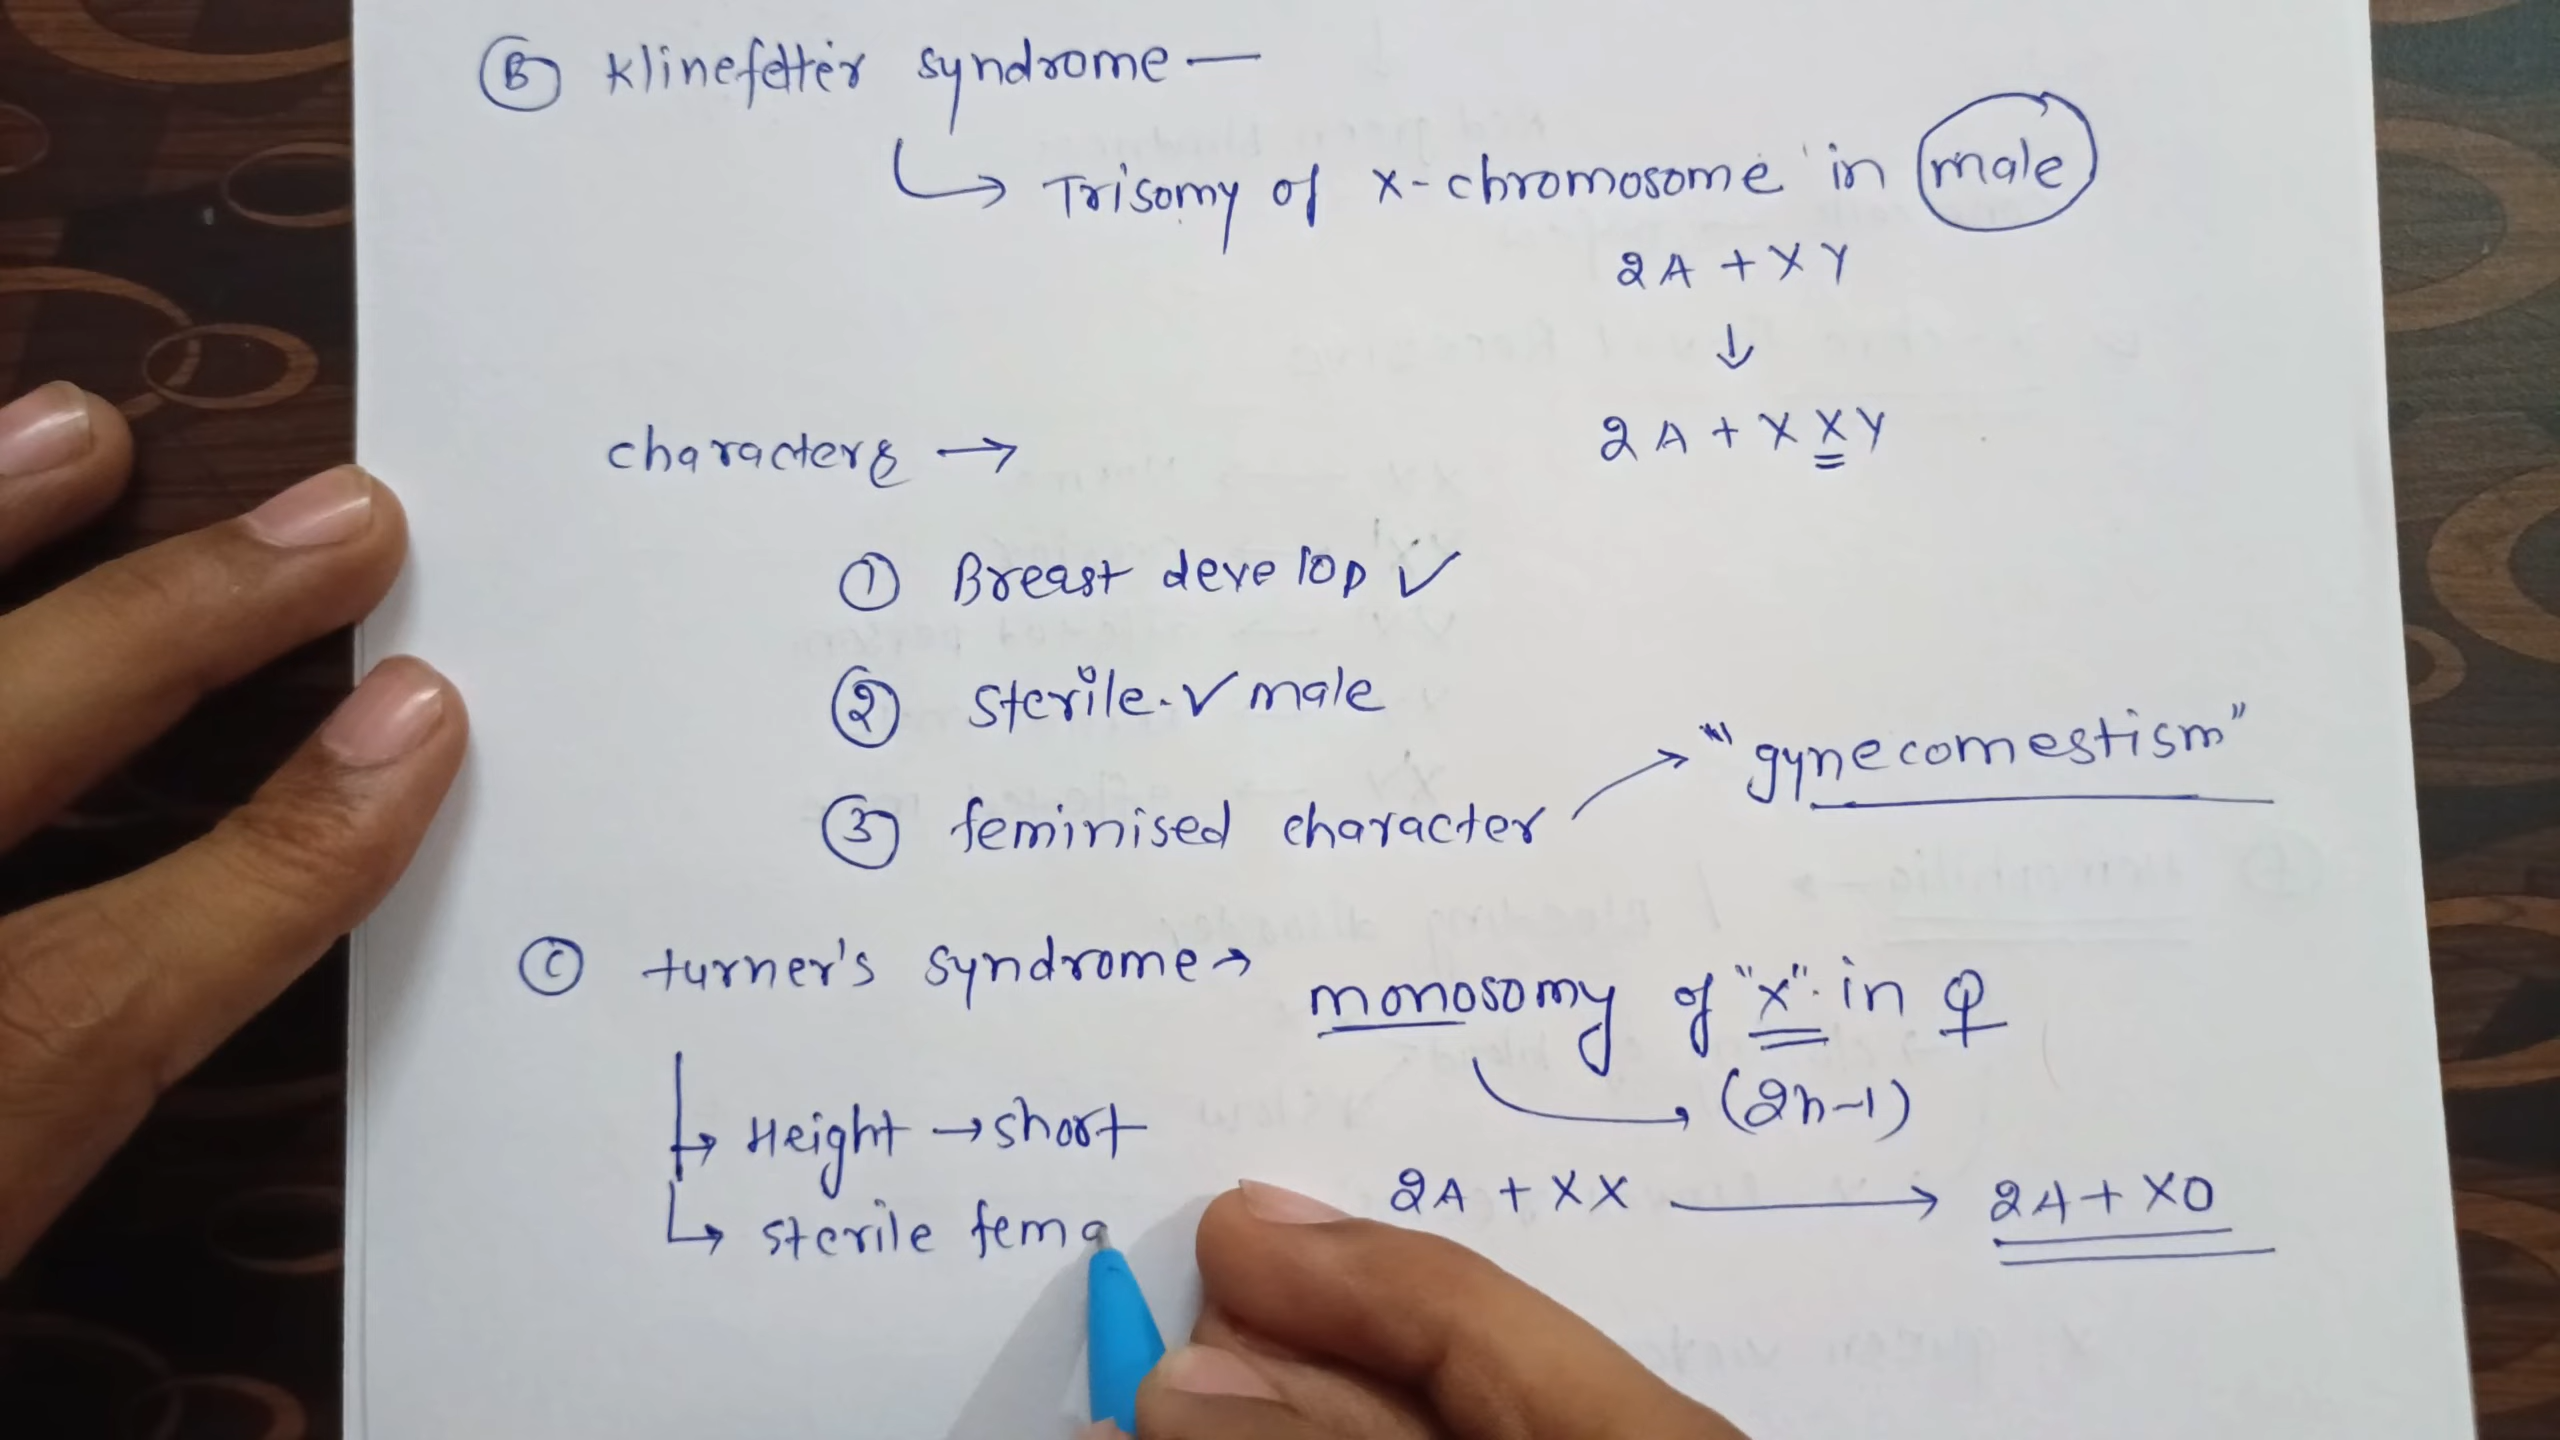 B Klinefelter syndrome —
↳ Trisomy of X-chromosome in male
2A + XY
↓
2A + XXY
characters →
① Breast develop ✓
② Sterile ✓ male
③ feminised character → "gynecomestism"
C turner's syndrome → monosomy of "X" in ♀
(2n-1)
→ Height → short
2A + XX → 2A + XO
↳ Sterile fema